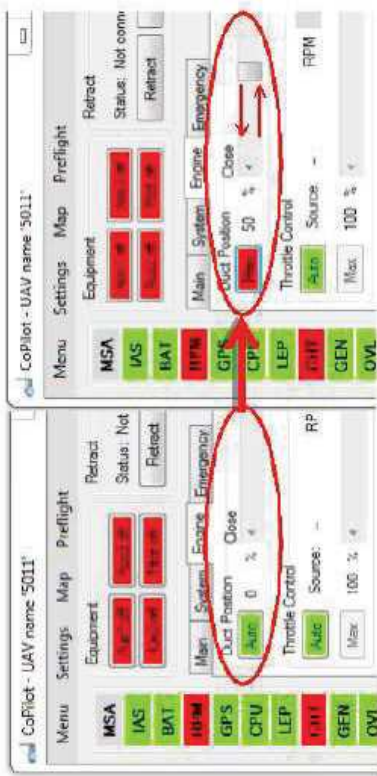 CoPilot - UAV name '5011'
Menu Settings Map Preflight
MSA
IAS
BAT
RPM
GPS
CPU
LEP
CHT
GEN
OVL
Equipment
Retract
Status: Not
Retract
Main System Engine Emergency
Duct Position
Close
Auto 0 %
Throttle Control
Auto Source: -
RP
Max 100 %
CoPilot - UAV name '5011'
Menu Settings Map Preflight
MSA
IAS
BAT
RPM
GPS
CPU
LEP
CHT
GEN
OVL
Equipment
Retract
Status: Not conn
Retract
Main System Engine Emergency
Duct Position
Close
50 %
Throttle Control
Auto Source: -
RPM
Max 100 %